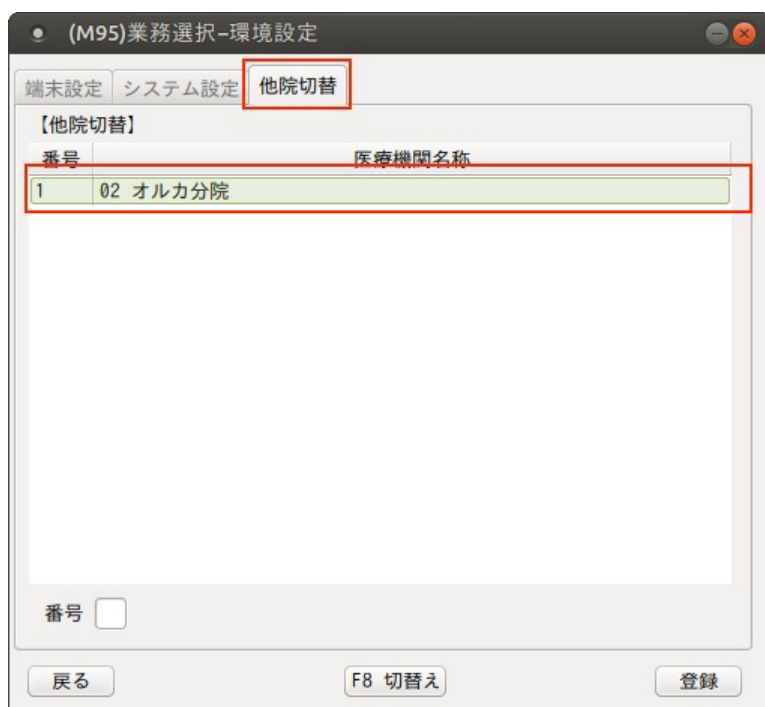 (M95)業務選択-環境設定
端末設定 システム設定 他院切替
【他院切替】
番号 医療機関名称
1 02 オルカ分院
番号
戻る F8 切替え 登録